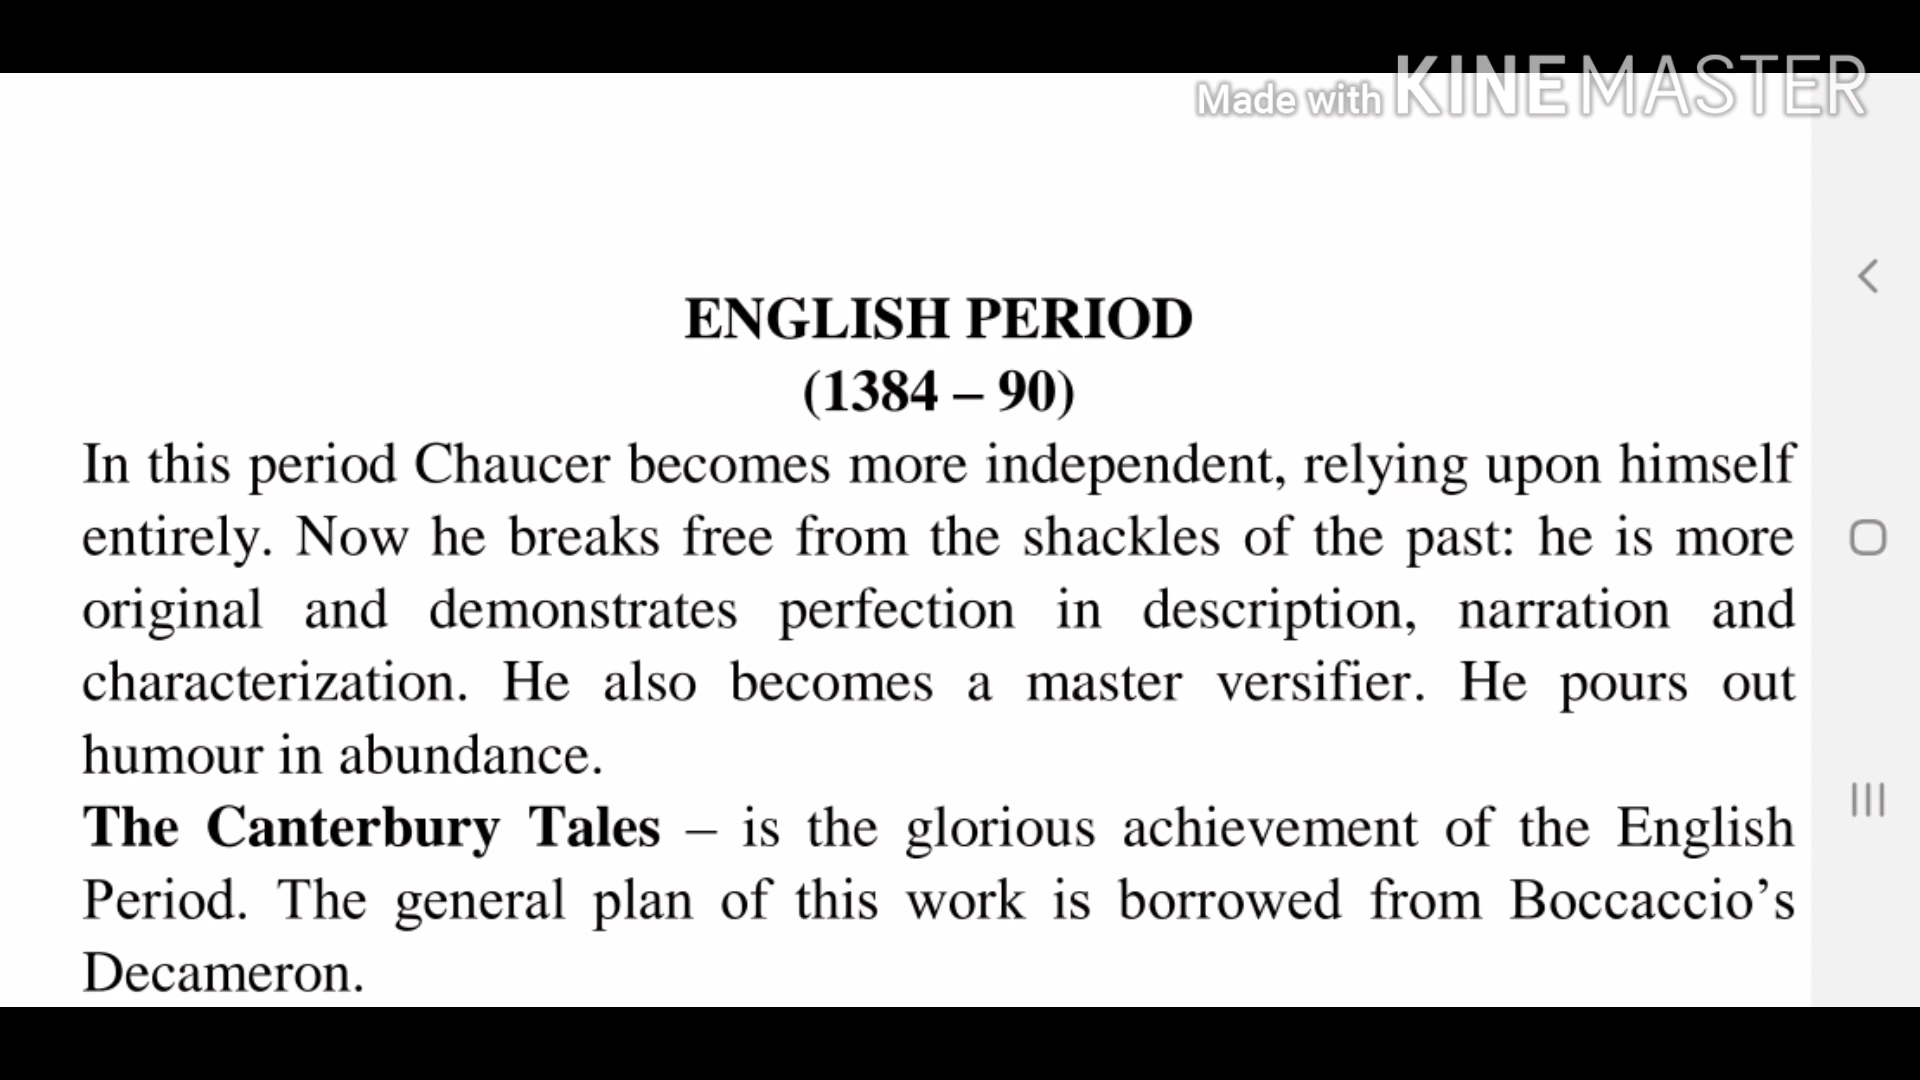 Made with KINEMASTER
ENGLISH PERIOD
(1384 – 90)
In this period Chaucer becomes more independent, relying upon himself
entirely. Now he breaks free from the shackles of the past: he is more
original and demonstrates perfection in description, narration and
characterization. He also becomes a master versifier. He pours out
humour in abundance.
The Canterbury Tales – is the glorious achievement of the English
Period. The general plan of this work is borrowed from Boccaccio’s
Decameron.